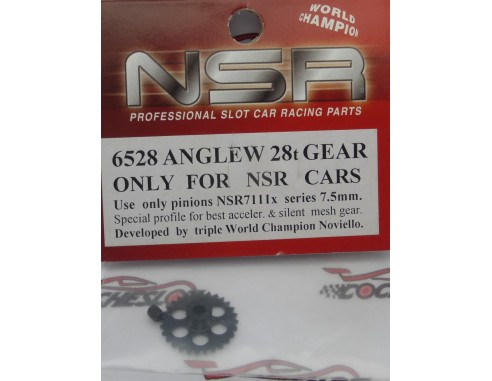 WORLD
CHAMPION
NSR
PROFESSIONAL SLOT CAR RACING PARTS
6528 ANGLEW 28t GEAR
ONLY FOR NSR CARS
Use only pinions NSR7111x series 7.5mm.
Special profile for best acceler. & silent mesh gear.
Developed by triple World Champion Noviello.